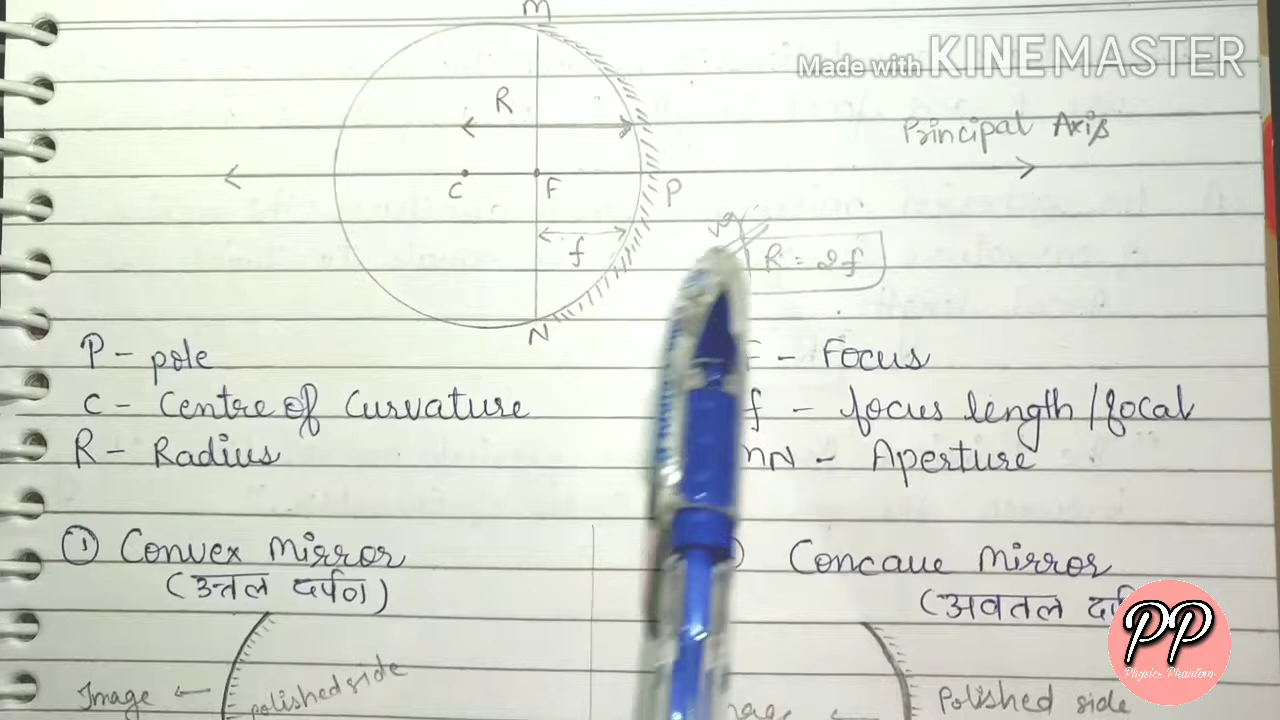 M
Made with KINEMASTER
R
Principal Axis
C F P
f
R = 2f
N
P - pole
F - Focus
C - Centre of Curvature
f - focus length / focal
R - Radius
MN - Aperture
① Convex Mirror
Concave Mirror
(उत्तल दर्पण)
(अवतल
PP
Physics Phantom
Image ← polished side
Polished side